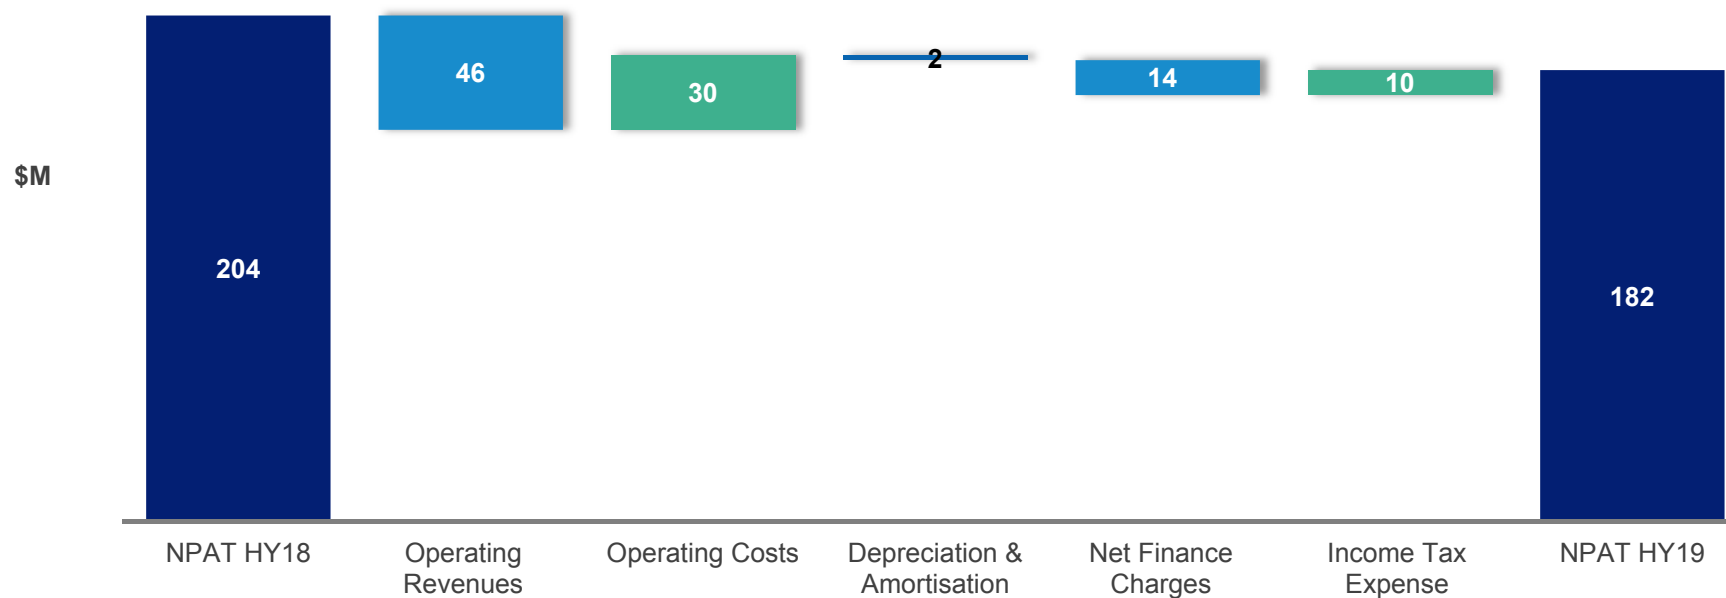 46
2
14
10
30
$M
204
182
NPAT HY18
Operating
Revenues
Operating Costs
Depreciation &
Amortisation
Net Finance
Charges
Income Tax
Expense
NPAT HY19